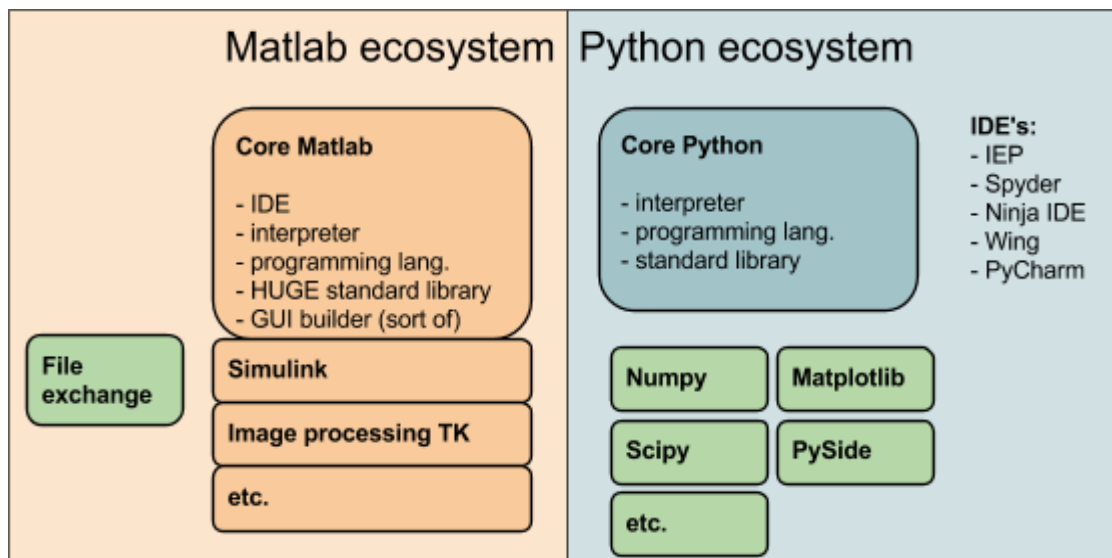 Matlab ecosystem
Core Matlab
- IDE
- interpreter
- programming lang.
- HUGE standard library
- GUI builder (sort of)
File
exchange
Simulink
Image processing TK
etc.
Python ecosystem
Core Python
- interpreter
- programming lang.
- standard library
IDE's:
- IEP
- Spyder
- Ninja IDE
- Wing
- PyCharm
Numpy
Matplotlib
Scipy
PySide
etc.